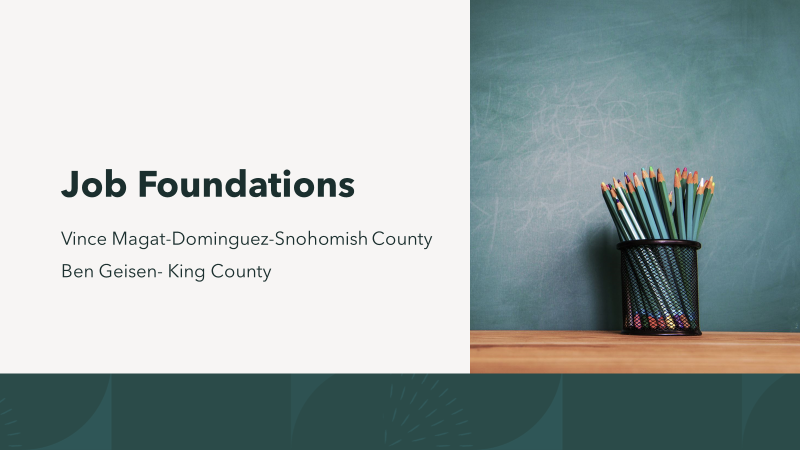 Job Foundations
Vince Magat-Dominguez-Snohomish County
Ben Geisen- King County